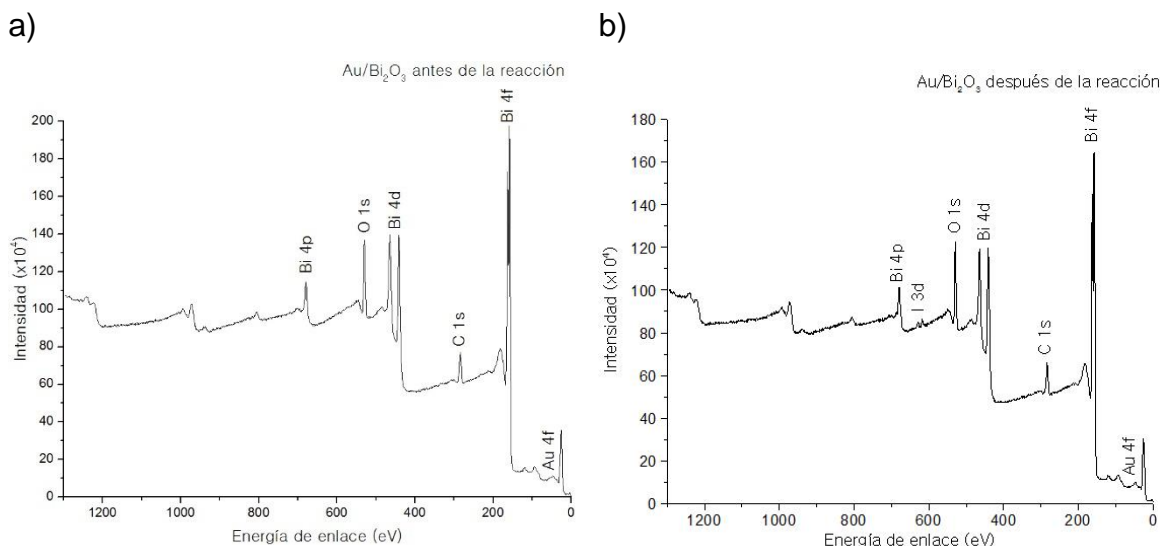 a)
Au/Bi₂O₃ antes de la reacción
Intensidad (x10⁴)
200
180
160
140
120
100
80
60
40
20
0
Bi 4p
O 1s
Bi 4d
C 1s
Bi 4f
Au 4f
1200 1000 800 600 400 200 0
Energía de enlace (eV)
b)
Au/Bi₂O₃ después de la reacción
Intensidad (x10⁴)
180
160
140
120
100
80
60
40
20
0
Bi 4p
I 3d
O 1s
Bi 4d
C 1s
Bi 4f
Au 4f
1200 1000 800 600 400 200 0
Energía de enlace (eV)